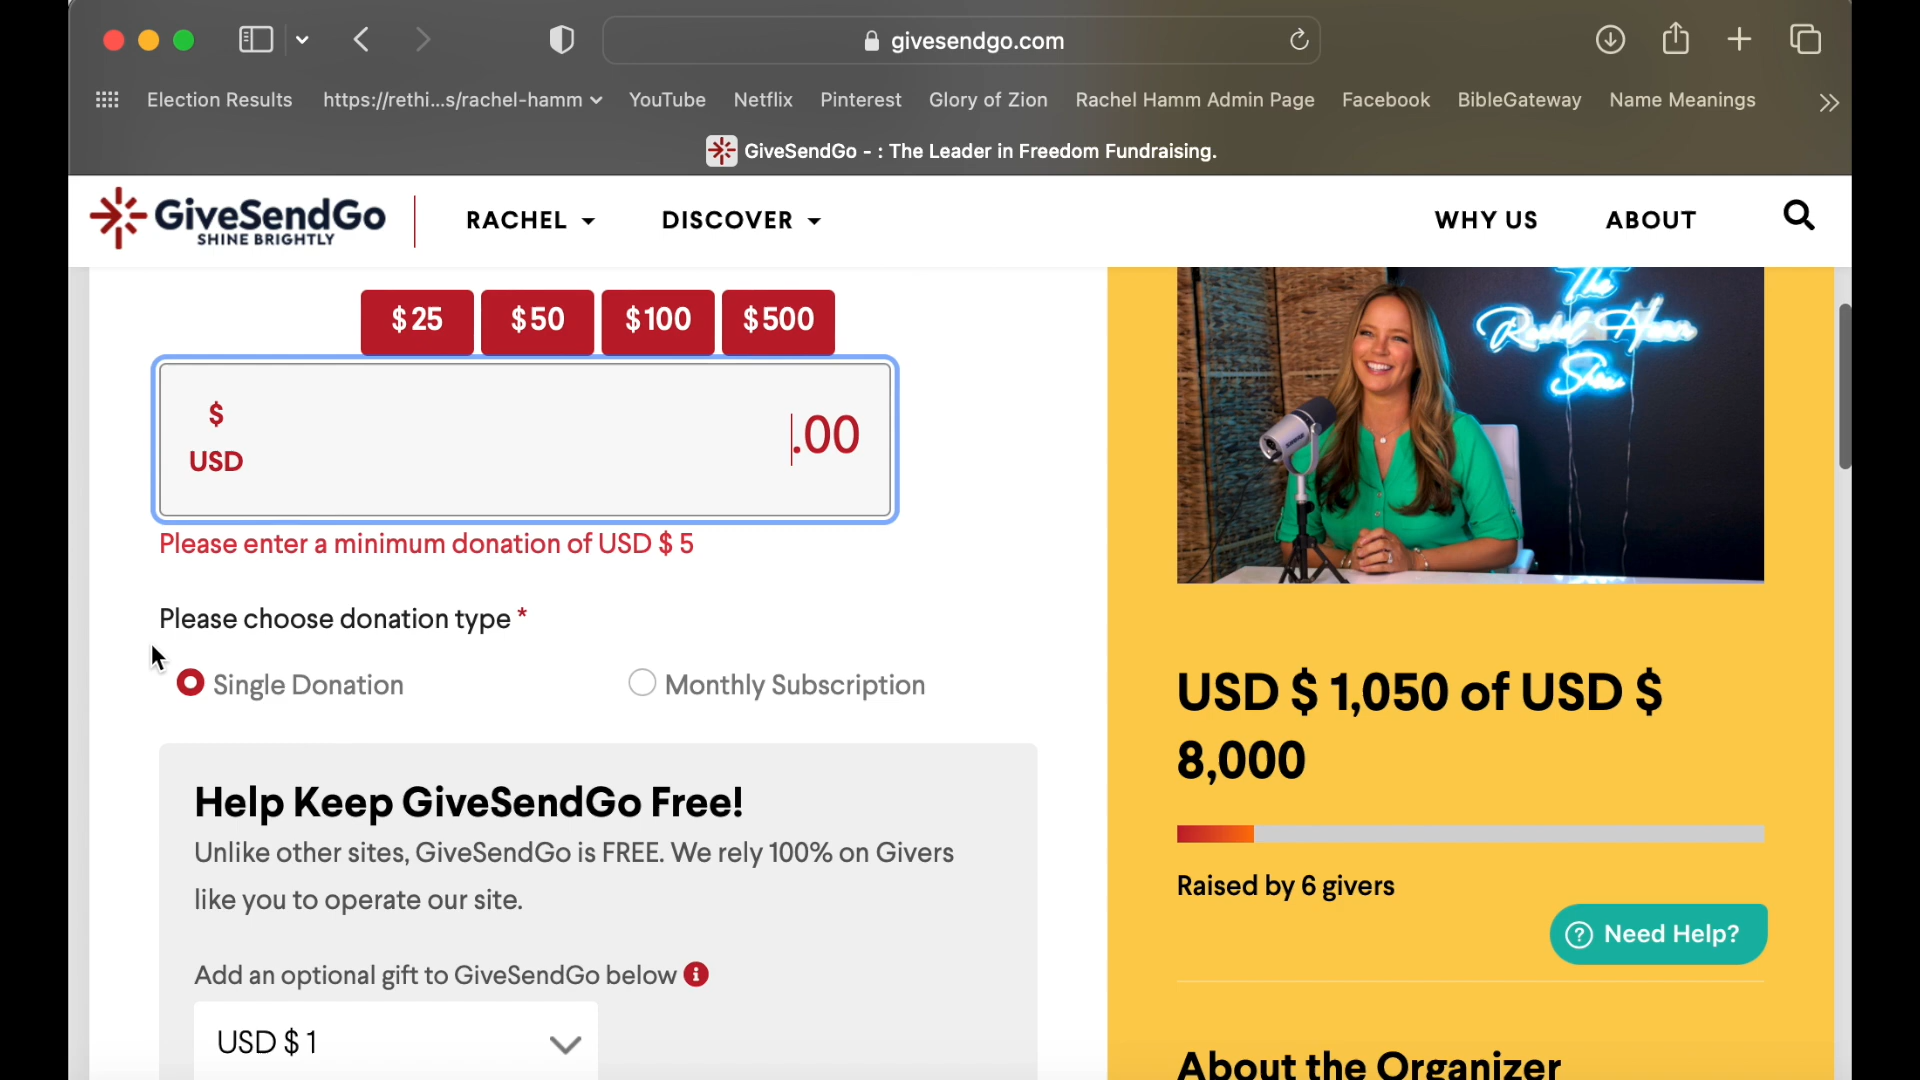 givesendgo.com
Election Results https://rethi...s/rachel-hamm YouTube Netflix Pinterest Glory of Zion Rachel Hamm Admin Page Facebook BibleGateway Name Meanings
GiveSendGo - : The Leader in Freedom Fundraising.
GiveSendGo
SHINE BRIGHTLY
RACHEL DISCOVER WHY US ABOUT
$25 $50 $100 $500
$
USD
.00
Please enter a minimum donation of USD $ 5
Please choose donation type *
Single Donation Monthly Subscription
Help Keep GiveSendGo Free!
Unlike other sites, GiveSendGo is FREE. We rely 100% on Givers
like you to operate our site.
Add an optional gift to GiveSendGo below
USD $ 1
The
Rachel Hamm
Show
USD $ 1,050 of USD $
8,000
Raised by 6 givers
Need Help?
About the Organizer